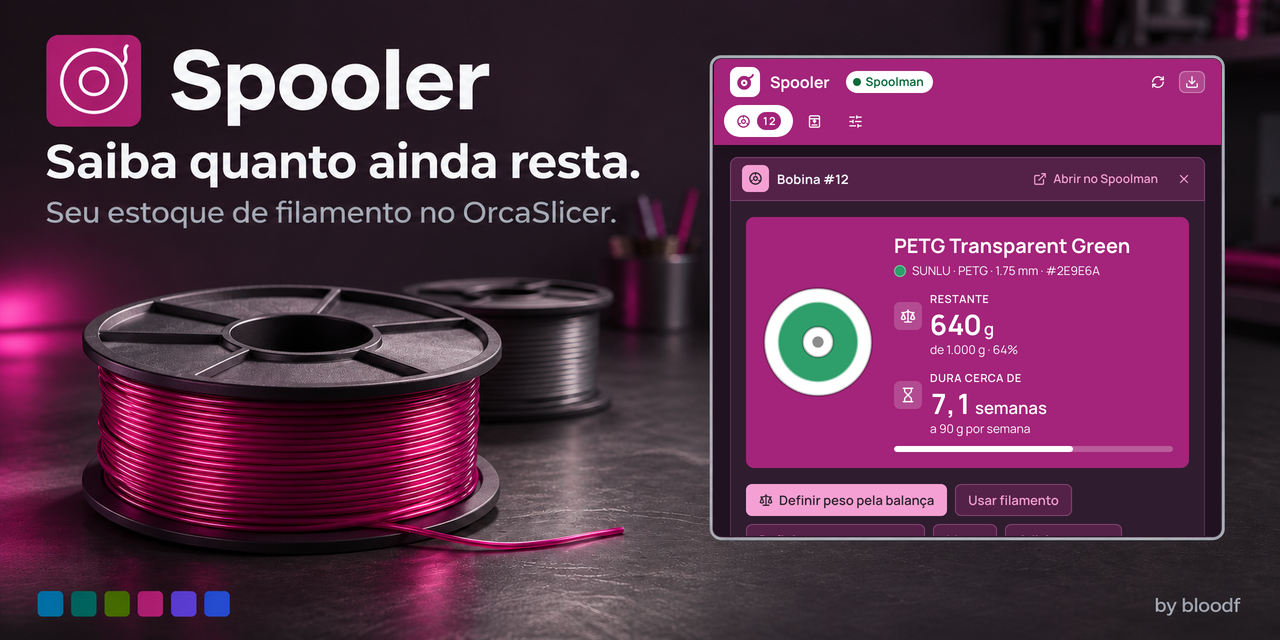 Spooler
Saiba quanto ainda resta.
Seu estoque de filamento no OrcaSlicer.
Spooler
Spoolman
12
Bobina #12
Abrir no Spoolman
PETG Transparent Green
SUNLU · PETG · 1.75 mm · #2E9E6A
RESTANTE
640 g
de 1.000 g · 64%
DURA CERCA DE
7,1 semanas
a 90 g por semana
Definir peso pela balança
Usar filamento
by bloodf